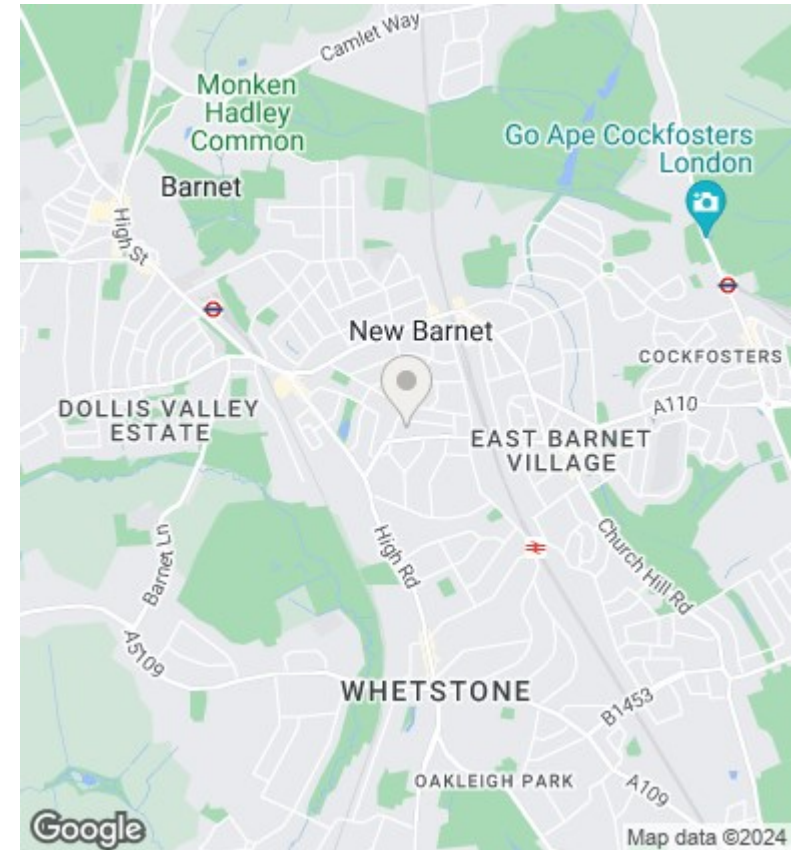 Camlet Way
Monken
Hadley
Common
Go Ape Cockfosters
London
Barnet
High St
New Barnet
COCKFOSTERS
DOLLIS VALLEY
ESTATE
A110
EAST BARNET
VILLAGE
High Rd
Barnet Ln
Church Hill Rd
A5109
WHETSTONE
B1453
OAKLEIGH PARK
A109
Google
Map data ©2024